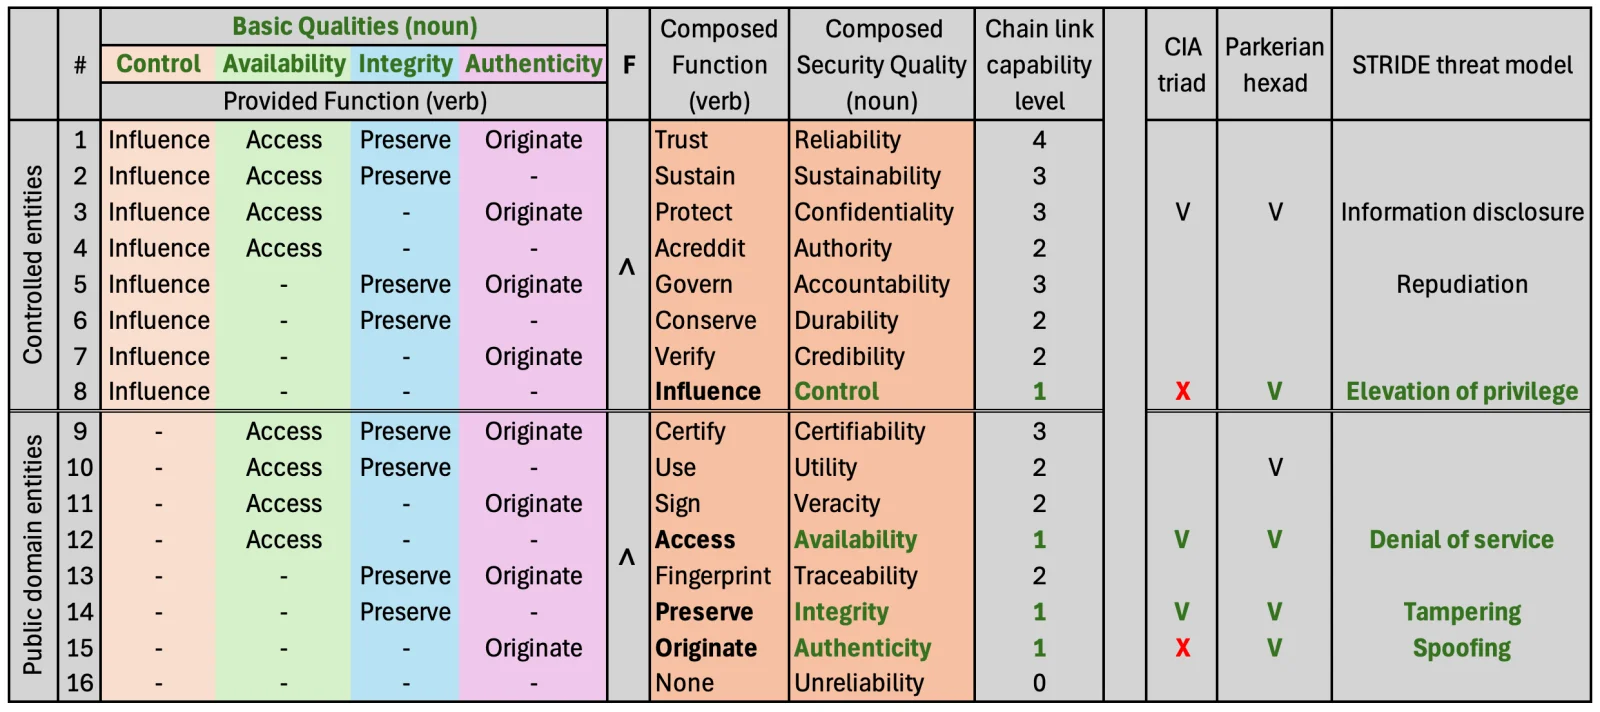 # Basic Qualities (noun) F Composed Function (verb) Composed Security Quality (noun) Chain link capability level CIA triad Parkerian hexad STRIDE threat model
Control Availability Integrity Authenticity
Provided Function (verb)
Controlled entities
1 Influence Access Preserve Originate Trust Reliability 4
2 Influence Access Preserve - Sustain Sustainability 3
3 Influence Access - Originate Protect Confidentiality 3 V V Information disclosure
4 Influence Access - - Acreddit Authority 2
Λ
5 Influence - Preserve Originate Govern Accountability 3 Repudiation
6 Influence - Preserve - Conserve Durability 2
7 Influence - - Originate Verify Credibility 2
8 Influence - - - Influence Control 1 X V Elevation of privilege
Public domain entities
9 - Access Preserve Originate Certify Certifiability 3
10 - Access Preserve - Use Utility 2 V
11 - Access - Originate Sign Veracity 2
12 - Access - - Access Availability 1 V V Denial of service
Λ
13 - - Preserve Originate Fingerprint Traceability 2
14 - - Preserve - Preserve Integrity 1 V V Tampering
15 - - - Originate Originate Authenticity 1 X V Spoofing
16 - - - - None Unreliability 0